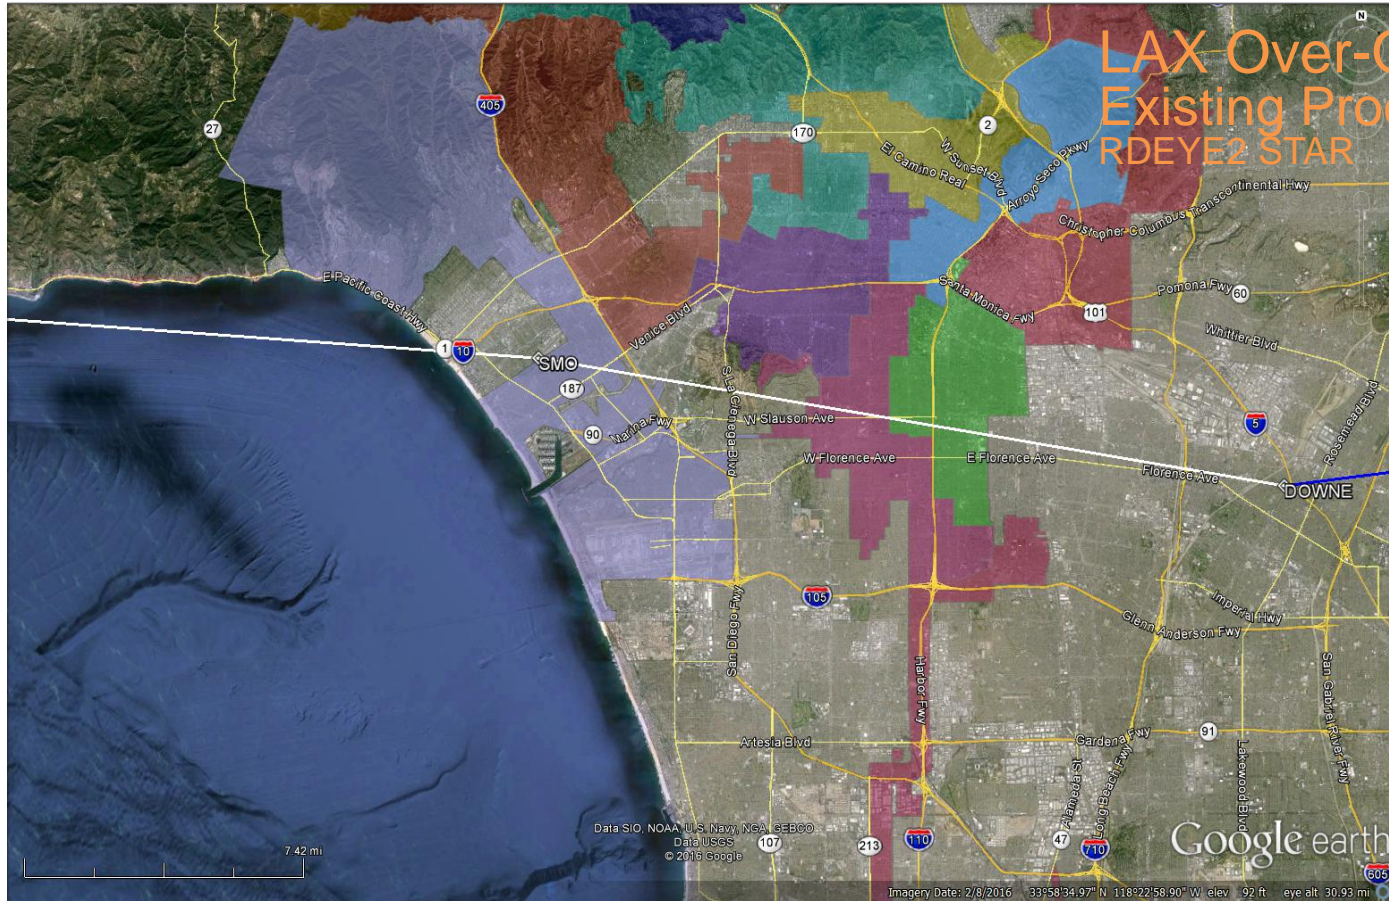 LAX Over-O
Existing Pro
RDEYE2 STAR
N
405
27
170
2
El Camino Real
W Sunset Blvd
Arroyo Seco Pkwy
Christopher Columbus Transcontinental Hwy
E Pacific Coast Hwy
Santa Monica Fwy
Pomona Fwy
60
101
Whittier Blvd
Venice Blvd
1
10
SMO
187
S La Cienega Blvd
Marina Fwy
90
W Slauson Ave
5
Rosemead Blvd
W Florence Ave
E Florence Ave
Florence Ave
DOWNE
105
San Diego Fwy
Imperial Hwy
Glenn Anderson Fwy
Harbor Fwy
San Gabriel River Fwy
Artesia Blvd
Gardena Fwy
91
Alameda St
Long Beach Fwy
Lakewood Blvd
Data SIO, NOAA, U.S. Navy, NGA, GEBCO
Data USGS
© 2016 Google
107
213
110
47
710
Google earth
605
7.42 mi
Imagery Date: 2/8/2016 33°58'34.97" N 118°22'58.90" W elev 92 ft eye alt 30.93 mi